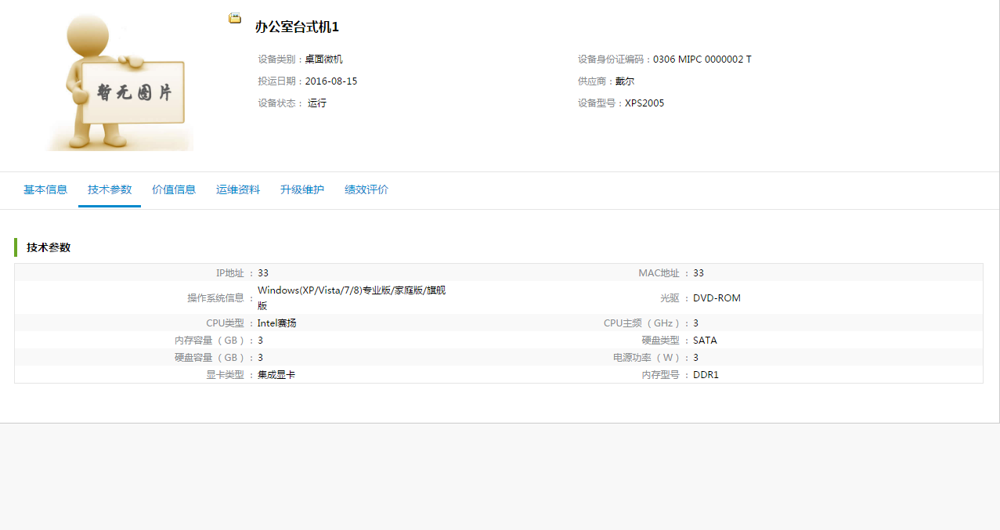 暂无图片
办公室台式机1
设备类别：桌面微机
设备身份证编码：0306 MIPC 0000002 T
投运日期：2016-08-15
供应商：戴尔
设备状态： 运行
设备型号：XPS2005
基本信息 技术参数 价值信息 运维资料 升级维护 绩效评价
技术参数
IP地址 ：33
MAC地址 ：33
操作系统信息 ：Windows(XP/Vista/7/8)专业版/家庭版/旗舰
版
光驱 ：DVD-ROM
CPU类型 ：Intel赛扬
CPU主频（GHz）：3
内存容量（GB）：3
硬盘类型 ：SATA
硬盘容量（GB）：3
电源功率（W）：3
显卡类型 ：集成显卡
内存型号 ：DDR1